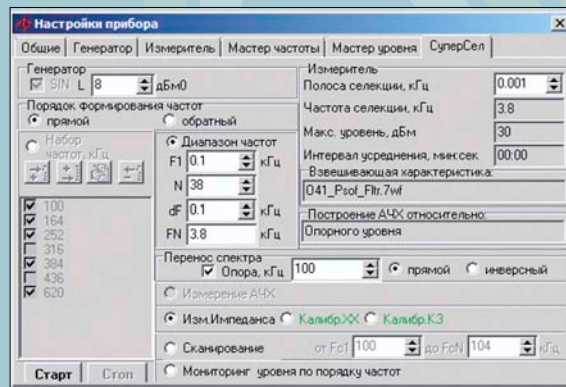 Настройки прибора
Общие Генератор Измеритель Мастер частоты Мастер уровня СуперСел
Генератор
SIN L 8 дБм0
Порядок формирования частот
прямой обратный
Набор частот, кГц
100
164
252
316
384
436
620
Диапазон частот
F1 0.1 кГц
N 38
dF 0.1 кГц
FN 3.8 кГц
Измеритель
Полоса селекции, кГц 0.001
Частота селекции, кГц 3.8
Макс. уровень, дБм 30
Интервал усреднения, мин:сек 00:00
Взвешивающая характеристика:
O41_Psof_Fltr.7wf
Построение АЧХ относительно:
Опорного уровня
Перенос спектра
Опора, кГц 100 прямой инверсный
Измерение АЧХ
Изм.Импеданса Калибр.ХХ Калибр.КЗ
Сканирование от Fc1 100 до FcN 104 кГц
Мониторинг уровня по порядку частот
Старт Стоп